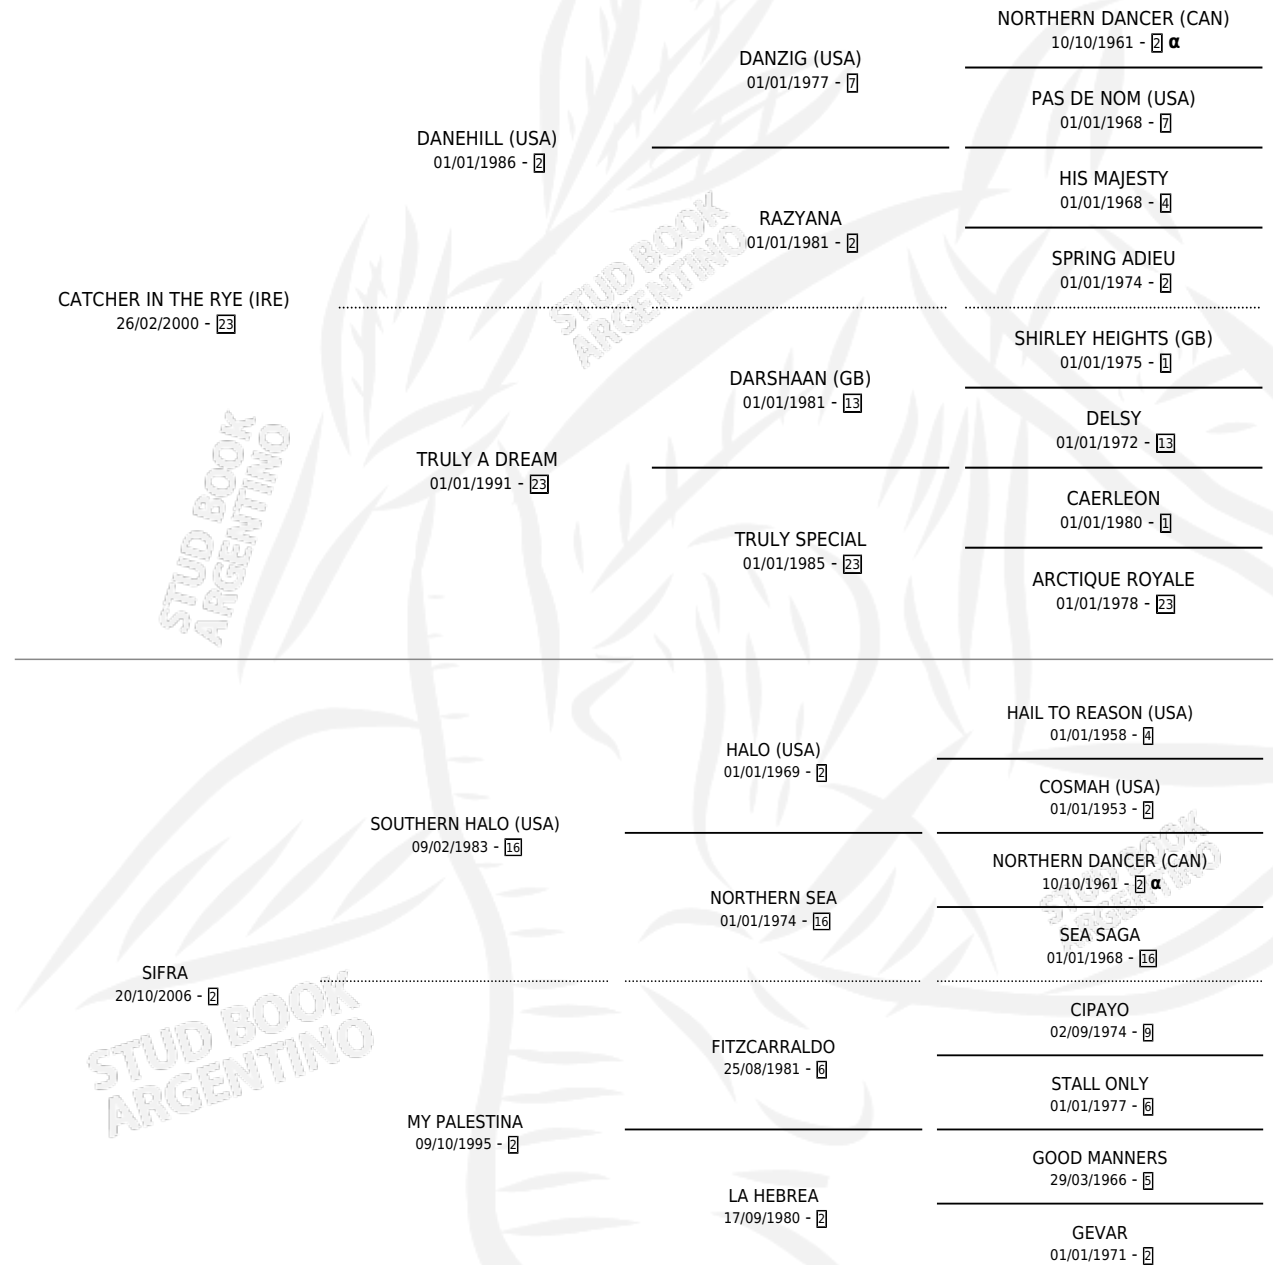 NORTHERN DANCER (CAN)
10/10/1961 - 2 α
DANZIG (USA)
01/01/1977 - 7
PAS DE NOM (USA)
01/01/1968 - 7
DANEHILL (USA)
01/01/1986 - 2
HIS MAJESTY
01/01/1968 - 4
RAZYANA
01/01/1981 - 2
SPRING ADIEU
01/01/1974 - 2
CATCHER IN THE RYE (IRE)
26/02/2000 - 23
SHIRLEY HEIGHTS (GB)
01/01/1975 - 1
DARSHAAN (GB)
01/01/1981 - 13
DELSY
01/01/1972 - 13
TRULY A DREAM
01/01/1991 - 23
CAERLEON
01/01/1980 - 1
TRULY SPECIAL
01/01/1985 - 23
ARCTIQUE ROYALE
01/01/1978 - 23
HAIL TO REASON (USA)
01/01/1958 - 4
HALO (USA)
01/01/1969 - 2
COSMAH (USA)
01/01/1953 - 2
SOUTHERN HALO (USA)
09/02/1983 - 16
NORTHERN DANCER (CAN)
10/10/1961 - 2 α
NORTHERN SEA
01/01/1974 - 16
SEA SAGA
01/01/1968 - 16
SIFRA
20/10/2006 - 2
CIPAYO
02/09/1974 - 9
FITZCARRALDO
25/08/1981 - 6
STALL ONLY
01/01/1977 - 6
MY PALESTINA
09/10/1995 - 2
GOOD MANNERS
29/03/1966 - 5
LA HEBREA
17/09/1980 - 2
GEVAR
01/01/1971 - 2
STUD BOOK
ARGENTINO
STUD BOOK
ARGENTINO
STUD BOOK
ARGENTINO
STUD BOOK
ARGENTINO